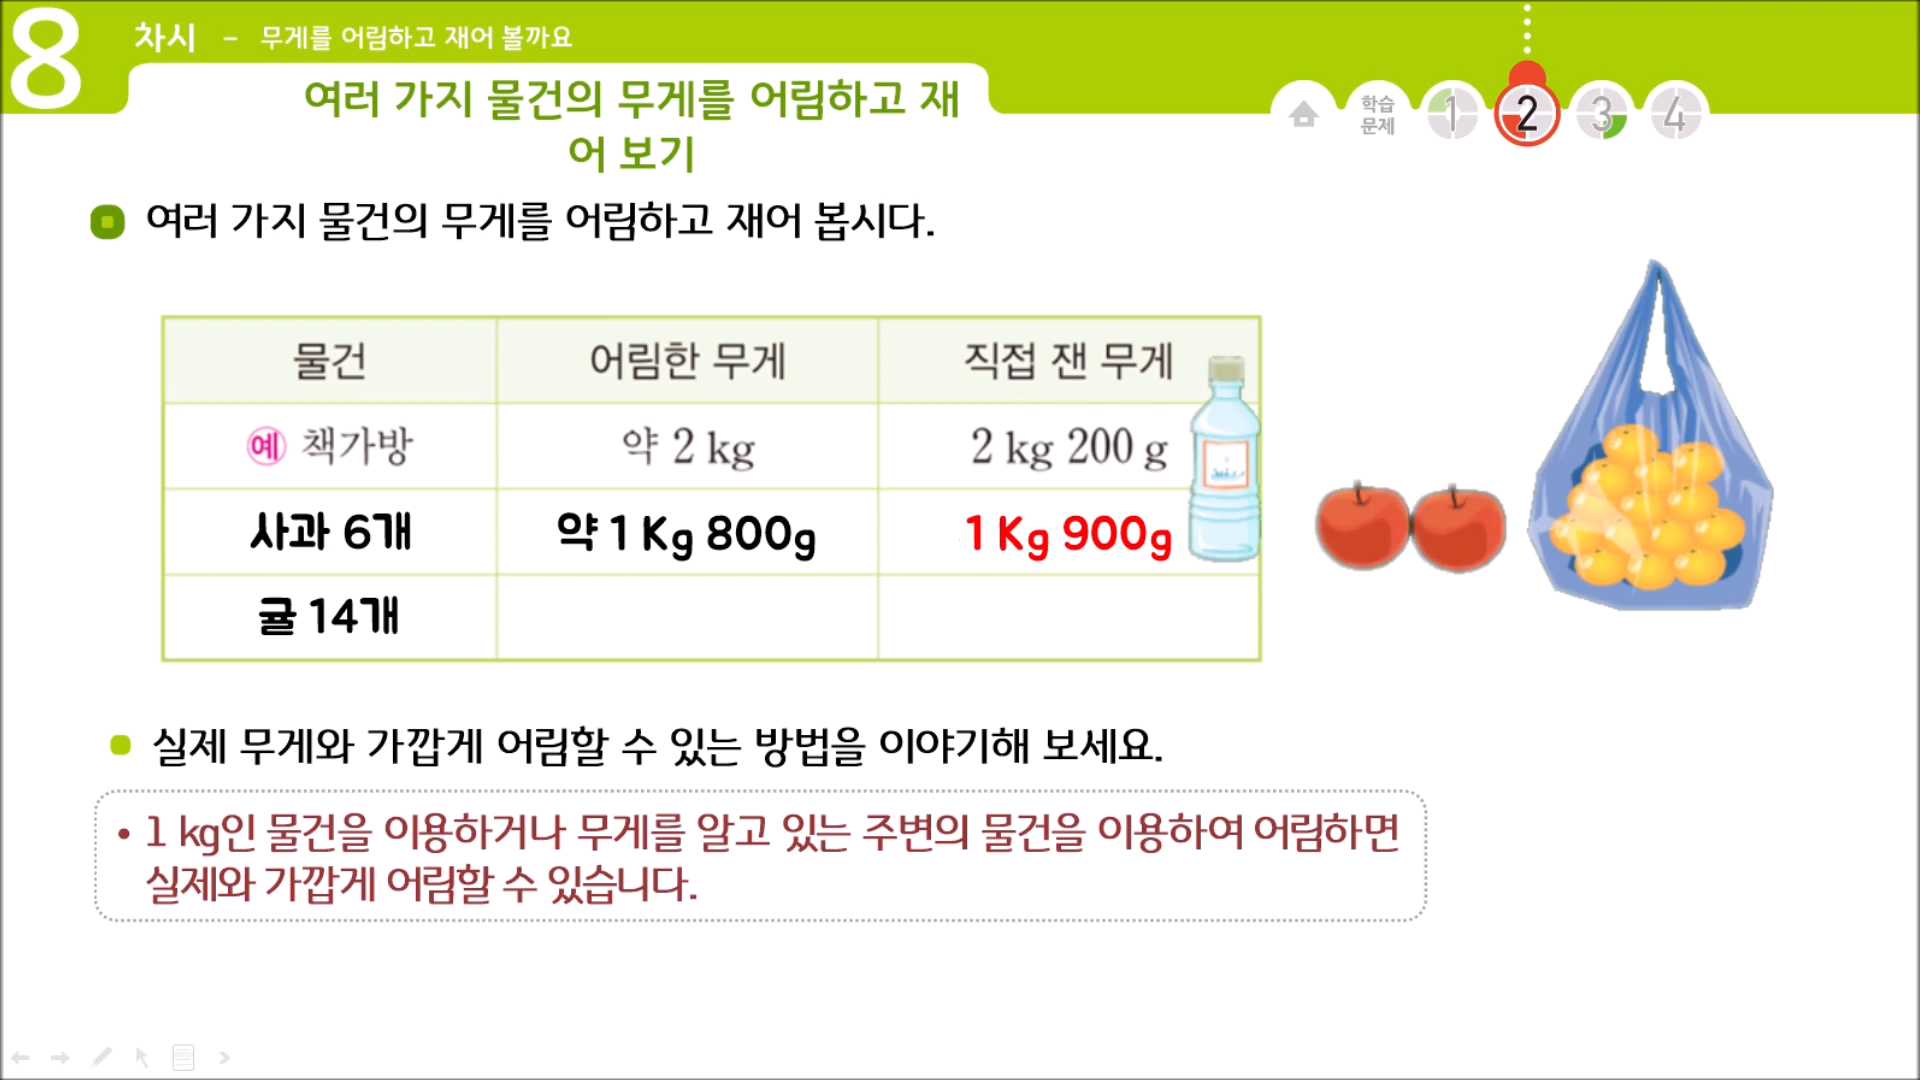 8
차시 - 무게를 어림하고 재어 볼까요
여러 가지 물건의 무게를 어림하고 재
어 보기
학습
문제
1 2 3 4
여러 가지 물건의 무게를 어림하고 재어 봅시다.
물건 어림한 무게 직접 잰 무게
예 책가방 약 2 kg 2 kg 200 g
사과 6개 약 1 Kg 800g 1 Kg 900g
귤 14개
실제 무게와 가깝게 어림할 수 있는 방법을 이야기해 보세요.
• 1 kg인 물건을 이용하거나 무게를 알고 있는 주변의 물건을 이용하여 어림하면
실제와 가깝게 어림할 수 있습니다.